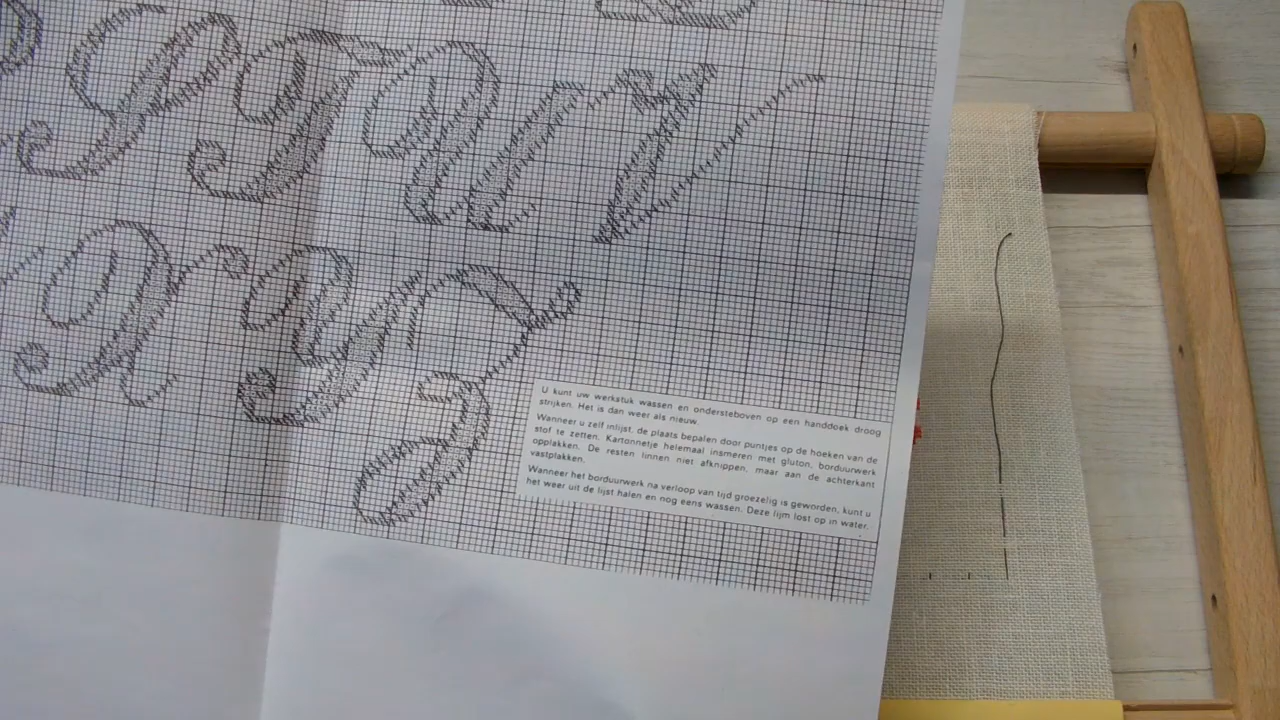 U kunt uw werkstuk wassen en ondersteboven op een handdoek droog
strijken. Het is dan weer als nieuw.
Wanneer u zelf inlijst, de plaats bepalen door puntjes op de hoeken van de
stof te zetten. Kartonnetje helemaal insmeren met gluton, borduurwerk
opplakken. De resten linnen niet afknippen, maar aan de achterkant
vastplakken.
Wanneer het borduurwerk na verloop van tijd groezelig is geworden, kunt u
het weer uit de lijst halen en nog eens wassen. Deze lijm lost op in water.